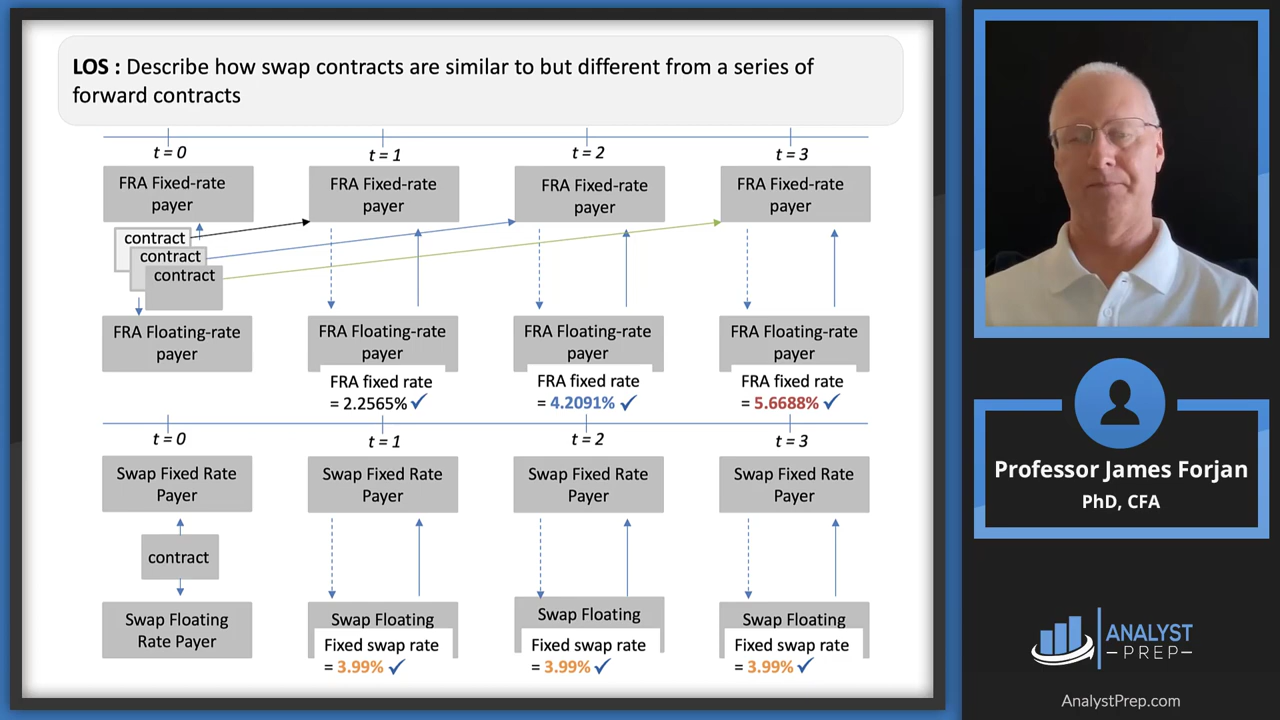 LOS : Describe how swap contracts are similar to but different from a series of
forward contracts
t = 0
t = 1
t = 2
t = 3
FRA Fixed-rate
payer
FRA Fixed-rate
payer
FRA Fixed-rate
payer
FRA Fixed-rate
payer
contract
contract
contract
FRA Floating-rate
payer
FRA Floating-rate
payer
FRA Floating-rate
payer
FRA Floating-rate
payer
FRA fixed rate
= 2.2565% ✓
FRA fixed rate
= 4.2091% ✓
FRA fixed rate
= 5.6688% ✓
t = 0
t = 1
t = 2
t = 3
Swap Fixed Rate
Payer
Swap Fixed Rate
Payer
Swap Fixed Rate
Payer
Swap Fixed Rate
Payer
contract
Swap Floating
Rate Payer
Swap Floating
Swap Floating
Swap Floating
Fixed swap rate
= 3.99% ✓
Fixed swap rate
= 3.99% ✓
Fixed swap rate
= 3.99% ✓
Professor James Forjan
PhD, CFA
ANALYST
–PREP–
AnalystPrep.com